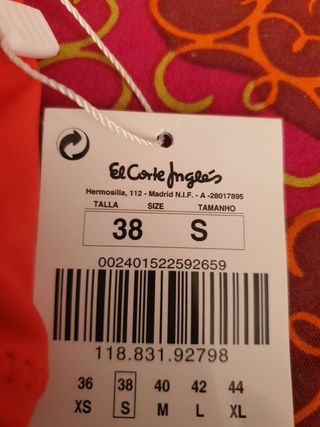 El Corte Inglés
Hermosilla, 112 - Madrid N.I.F. - A -28017895
TALLA SIZE TAMANHO
38 S
002401522592659
118.831.92798
36 38 40 42 44
XS S M L XL